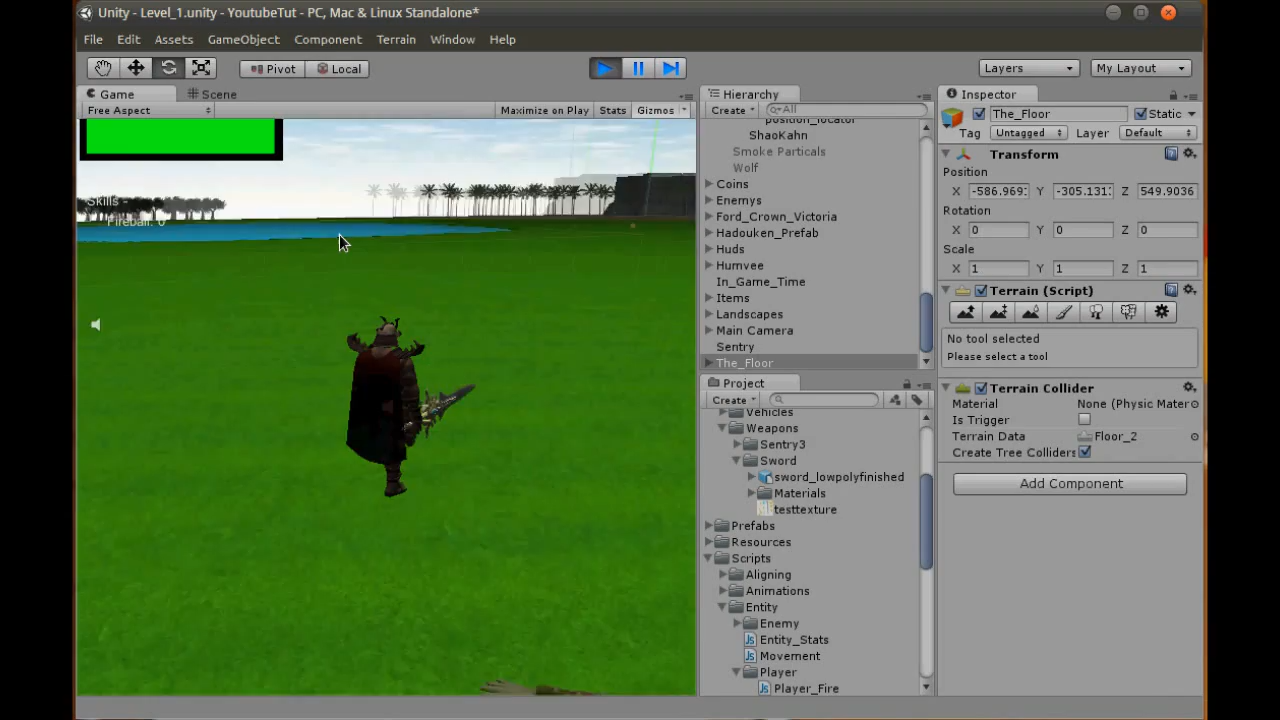 Unity - Level_1.unity - YoutubeTut - PC, Mac & Linux Standalone*
File Edit Assets GameObject Component Terrain Window Help
Pivot Local Layers My Layout
Game Scene
Free Aspect Maximize on Play Stats Gizmos
Skills -
Fireball: 0
Hierarchy
Create All
position_locator
ShaoKahn
Smoke Particals
Wolf
Coins
Enemys
Ford_Crown_Victoria
Hadouken_Prefab
Huds
Humvee
In_Game_Time
Items
Landscapes
Main Camera
Sentry
The_Floor
Project
Create
Vehicles
Weapons
Sentry3
Sword
sword_lowpolyfinished
Materials
testtexture
Prefabs
Resources
Scripts
Aligning
Animations
Entity
Enemy
Entity_Stats
Movement
Player
Player_Fire
Inspector
The_Floor Static
Tag Untagged Layer Default
Transform
Position
X -586.969: Y -305.131: Z 549.9036
Rotation
X 0 Y 0 Z 0
Scale
X 1 Y 1 Z 1
Terrain (Script)
No tool selected
Please select a tool
Terrain Collider
Material None (Physic Mater
Is Trigger
Terrain Data Floor_2
Create Tree Colliders
Add Component